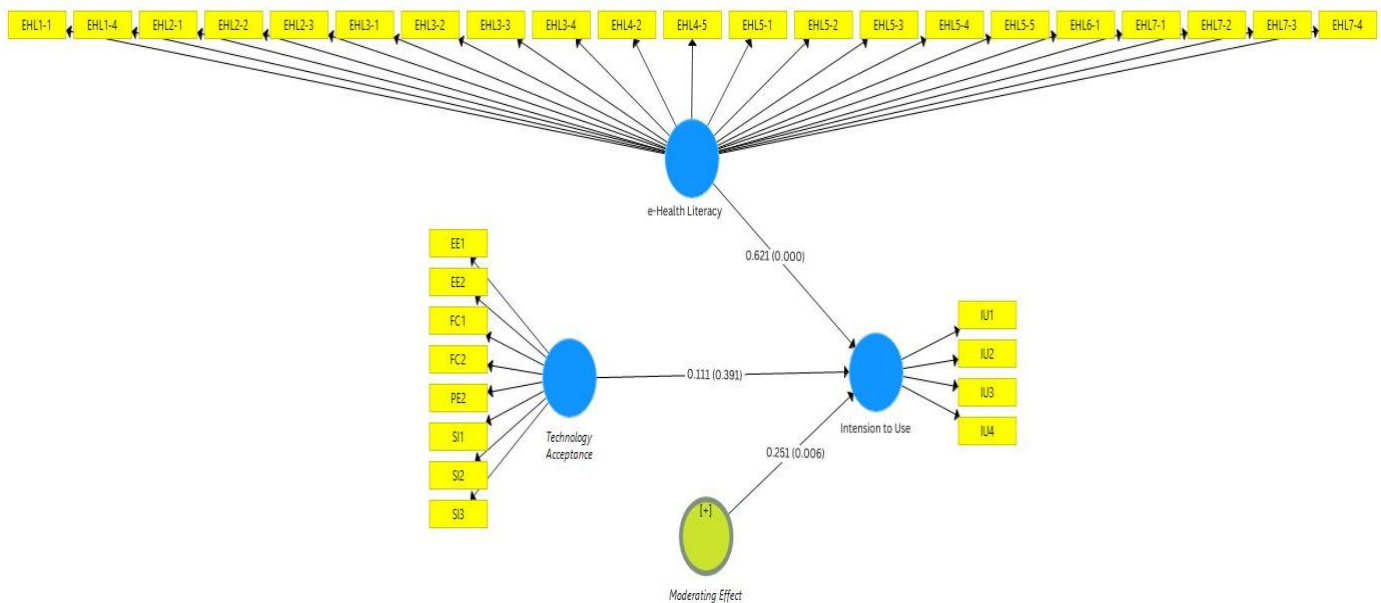 EHL1-1
EHL1-4
EHL2-1
EHL2-2
EHL2-3
EHL3-1
EHL3-2
EHL3-3
EHL3-4
EHL4-2
EHL4-5
EHL5-1
EHL5-2
EHL5-3
EHL5-4
EHL5-5
EHL6-1
EHL7-1
EHL7-2
EHL7-3
EHL7-4
e-Health Literacy
0.621 (0.000)
EE1
EE2
FC1
FC2
PE2
SI1
SI2
SI3
Technology
Acceptance
0.111 (0.391)
Intension to Use
IU1
IU2
IU3
IU4
0.251 (0.006)
[+]
Moderating Effect